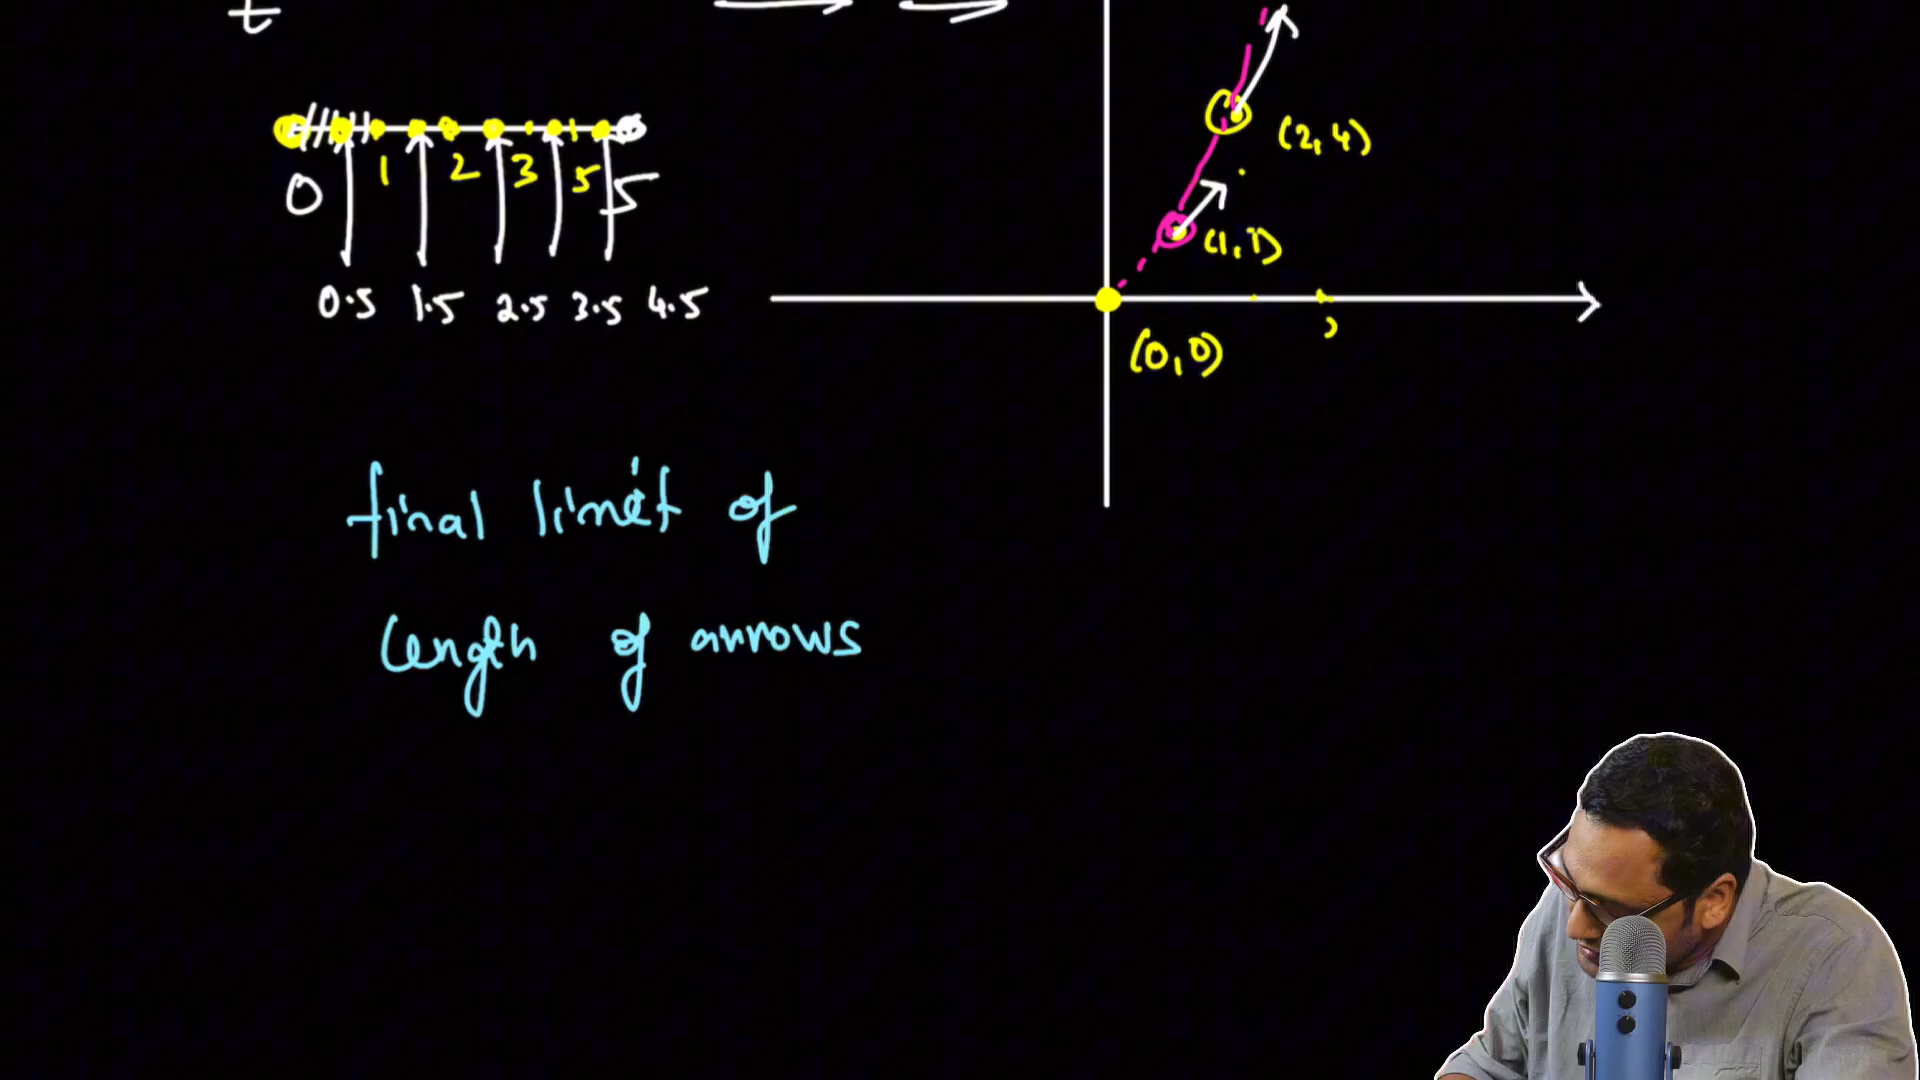 t
0 1 2 3 5 5
0.5 1.5 2.5 3.5 4.5
(2,4)
(1,1)
(0,0)
final limit of
length of arrows